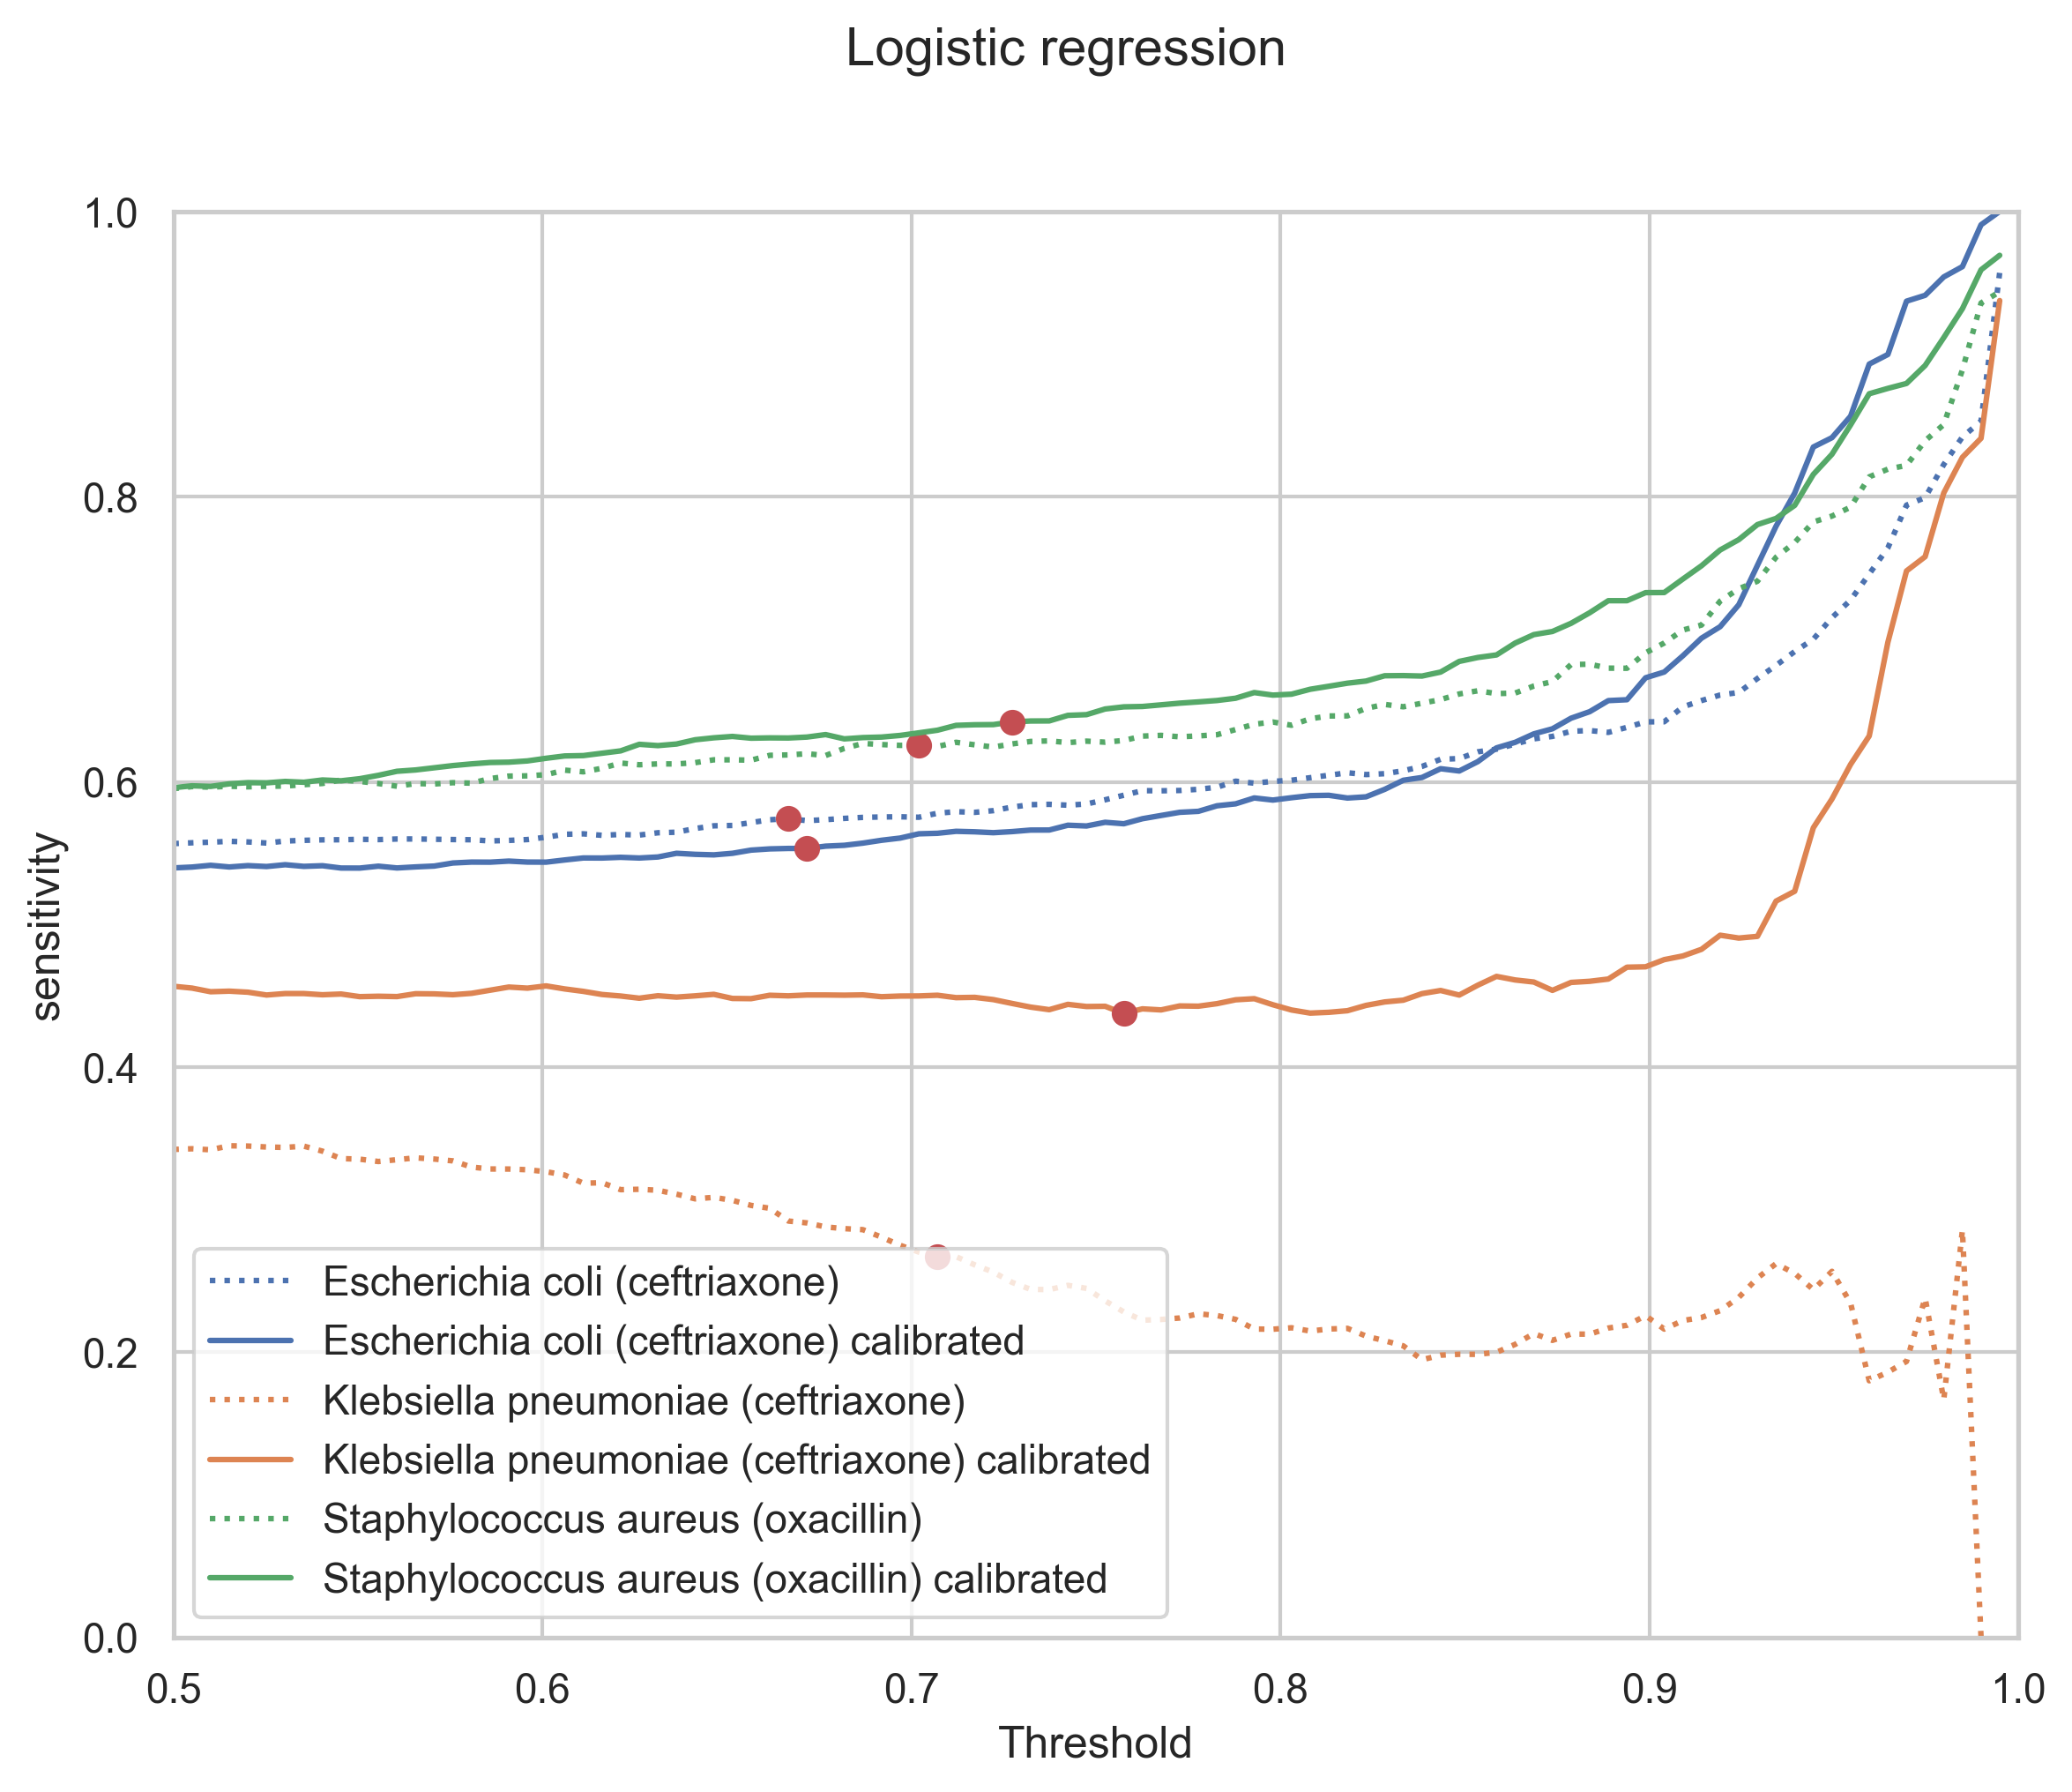 Logistic regression
1.0
0.8
0.6
0.4
0.2
0.0
sensitivity
Escherichia coli (ceftriaxone)
Escherichia coli (ceftriaxone) calibrated
Klebsiella pneumoniae (ceftriaxone)
Klebsiella pneumoniae (ceftriaxone) calibrated
Staphylococcus aureus (oxacillin)
Staphylococcus aureus (oxacillin) calibrated
0.5 0.6 0.7 0.8 0.9 1.0
Threshold